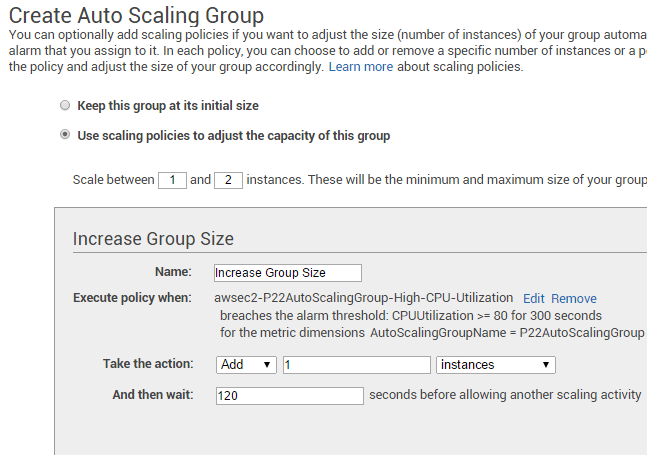 Create Auto Scaling Group
You can optionally add scaling policies if you want to adjust the size (number of instances) of your group automa
alarm that you assign to it. In each policy, you can choose to add or remove a specific number of instances or a p
the policy and adjust the size of your group accordingly. Learn more about scaling policies.
Keep this group at its initial size
Use scaling policies to adjust the capacity of this group
Scale between 1 and 2 instances. These will be the minimum and maximum size of your group
Increase Group Size
Name: Increase Group Size
Execute policy when: awsec2-P22AutoScalingGroup-High-CPU-Utilization Edit Remove
breaches the alarm threshold: CPUUtilization >= 80 for 300 seconds
for the metric dimensions AutoScalingGroupName = P22AutoScalingGroup
Take the action: Add 1 instances
And then wait: 120 seconds before allowing another scaling activity